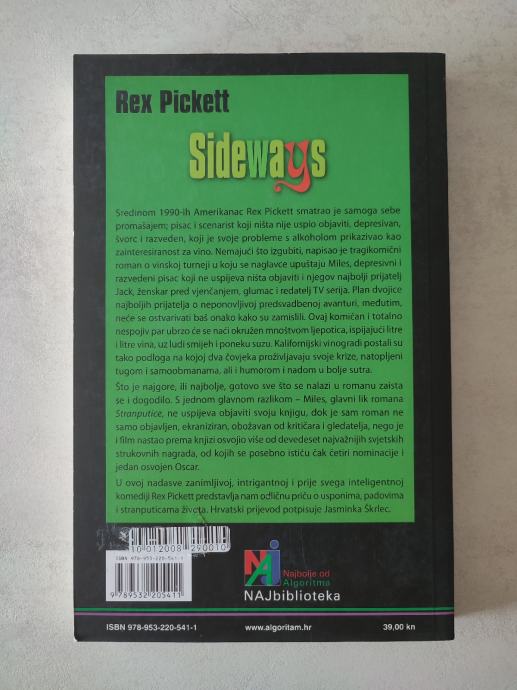 Rex Pickett
Sideways
Sredinom 1990-ih Amerikanac Rex Pickett smatrao je samoga sebe
promašajem; pisac i scenarist koji ništa nije uspio objaviti, depresivan,
švorc i razveden, koji je svoje probleme s alkoholom prikazivao kao
zainteresiranost za vino. Nemajući što izgubiti, napisao je tragikomični
roman o vinskoj turneji u koju se naglavce upuštaju Miles, depresivni i
razvedeni pisac koji ne uspijeva ništa objaviti i njegov najbolji prijatelj
Jack, ženskar pred vjenčanjem, glumac i redatelj TV serija. Plan dvojice
najboljih prijatelja o neponovljivoj predsvadbenoj avanturi, međutim,
neće se ostvarivati baš onako kako su zamislili. Ovaj komičan i totalno
nespojiv par ubrzo će se naći okružen mnoštvom ljepotica, ispijajući litre
i litre vina, uz ludi smijeh i poneku suzu. Kalifornijski vinogradi postali su
tako podloga na kojoj dva čovjeka proživljavaju svoje krize, natopljeni
tugom i samoobmanama, ali i humorom i nadom u bolje sutra.
Što je najgore, ili najbolje, gotovo sve što se nalazi u romanu zaista
se i dogodilo. S jednom glavnom razlikom – Miles, glavni lik romana
Stranputice, ne uspijeva objaviti svoju knjigu, dok je sam roman ne
samo objavljen, ekraniziran, obožavan od kritičara i gledatelja, nego je
i film nastao prema knjizi osvojio više od devedeset najvažnijih svjetskih
strukovnih nagrada, od kojih se posebno ističu čak četiri nominacije i
jedan osvojen Oscar.
U ovoj nadasve zanimljivoj, intrigantnoj i prije svega inteligentnoj
komediji Rex Pickett predstavlja nam odličnu priču o usponima, padovima
i stranputicama života. Hrvatski prijevod potpisuje Jasminka Škrlec.
10012008 290010
ISBN 978-953-220-541-1
9 789532 205411
NAJ
Najbolje od
Algoritma
NAJbiblioteka
ISBN 978-953-220-541-1
www.algoritam.hr
39,00 kn